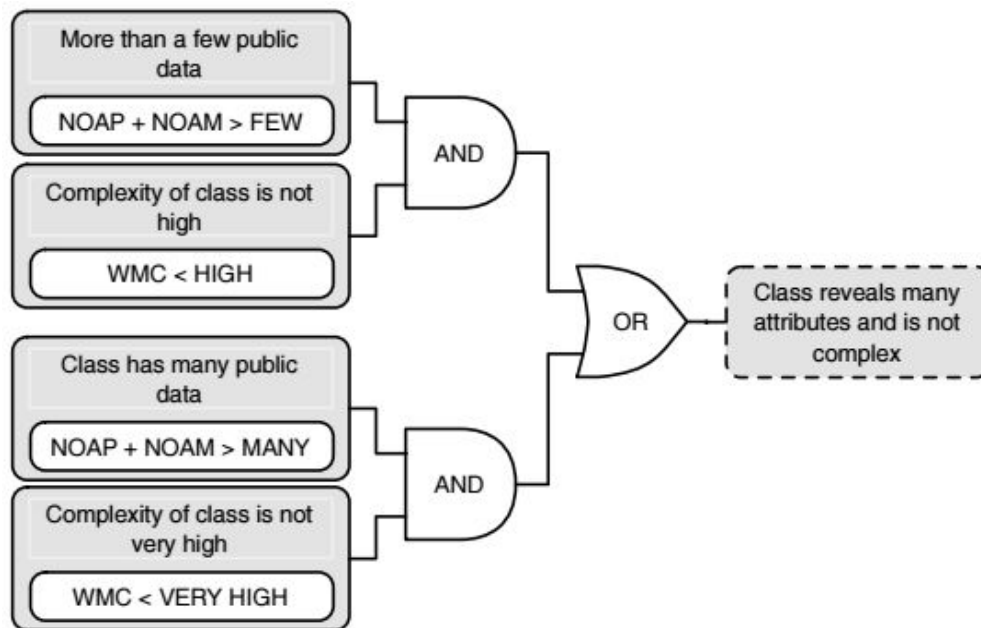 More than a few public
data
NOAP + NOAM > FEW
Complexity of class is not
high
WMC < HIGH
AND
Class has many public
data
NOAP + NOAM > MANY
Complexity of class is not
very high
WMC < VERY HIGH
AND
OR
Class reveals many
attributes and is not
complex